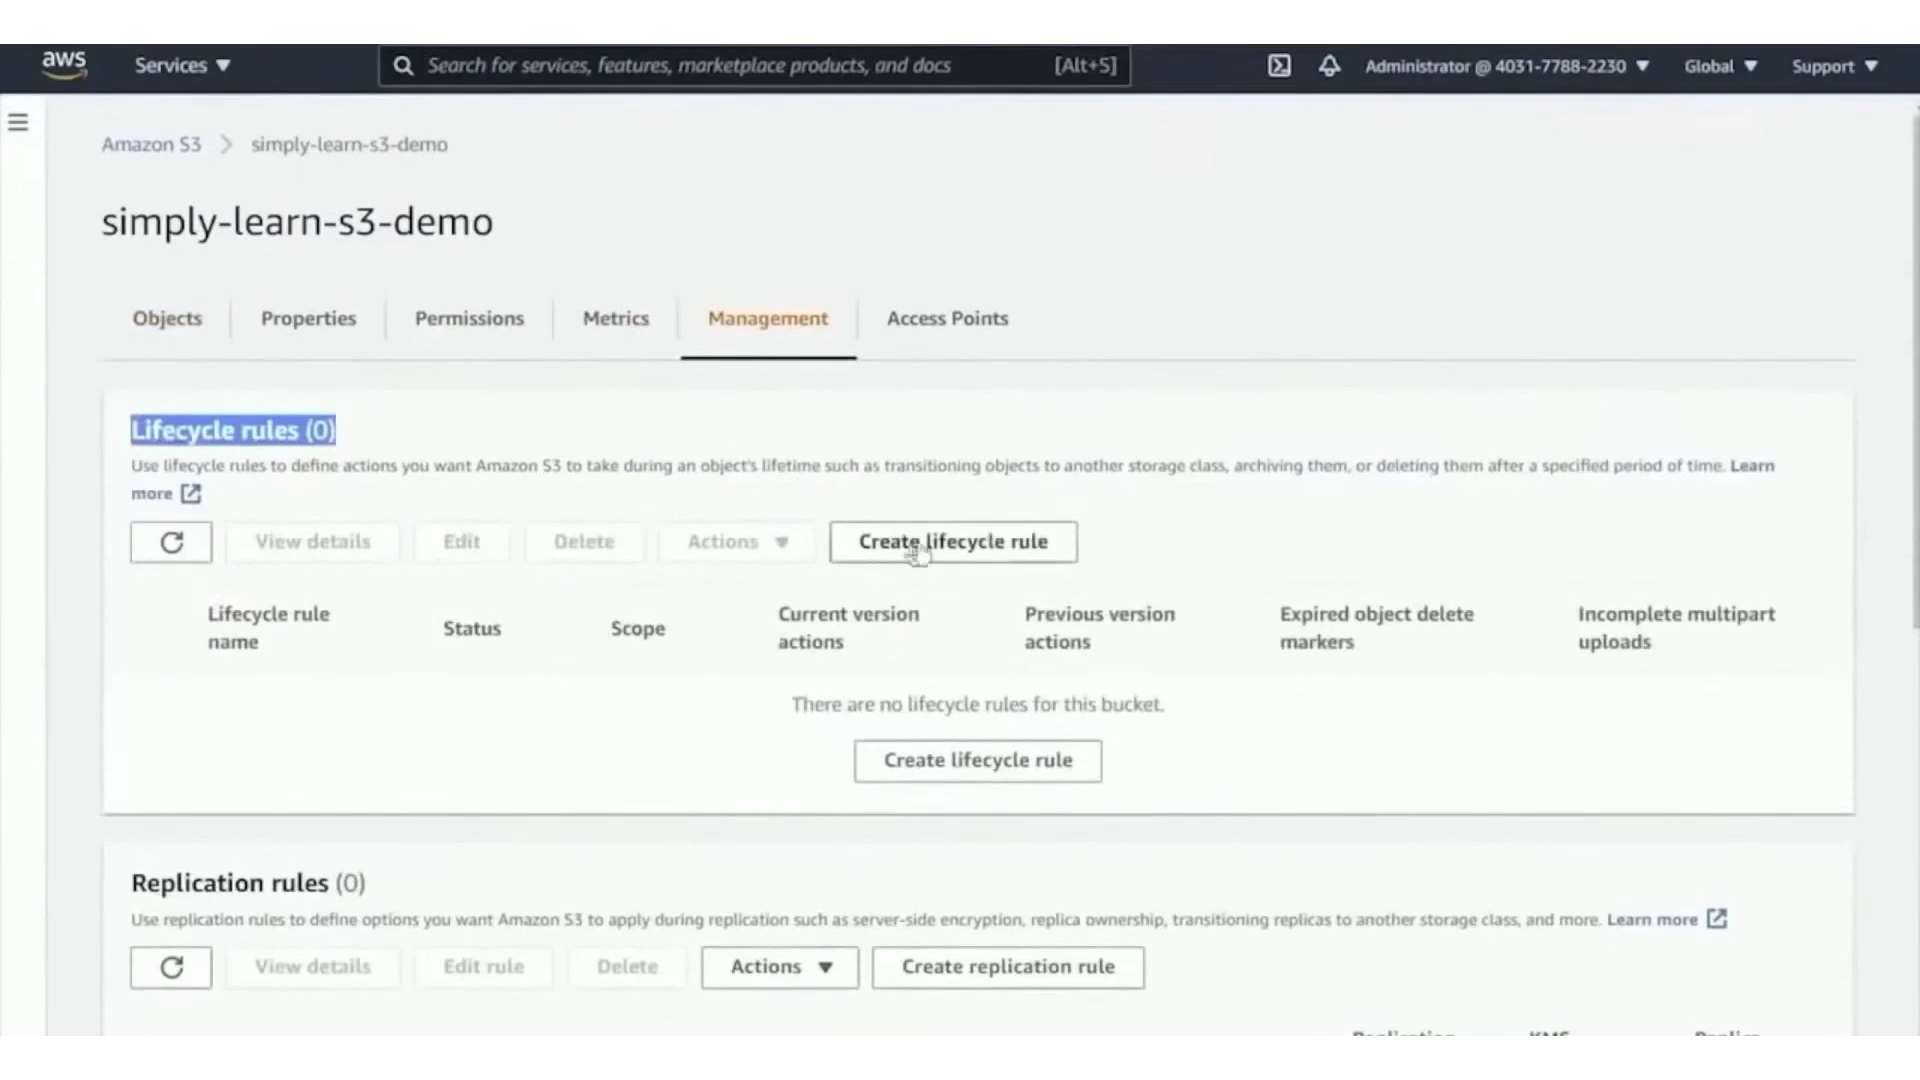 aws Services Search for services, features, marketplace products, and docs [Alt+S] Administrator @ 4031-7788-2230 Global Support
Amazon S3 simply-learn-s3-demo
simply-learn-s3-demo
Objects Properties Permissions Metrics Management Access Points
Lifecycle rules (0)
Use lifecycle rules to define actions you want Amazon S3 to take during an object's lifetime such as transitioning objects to another storage class, archiving them, or deleting them after a specified period of time. Learn
more
View details Edit Delete Actions Create lifecycle rule
Lifecycle rule name Status Scope Current version actions Previous version actions Expired object delete markers Incomplete multipart uploads
There are no lifecycle rules for this bucket.
Create lifecycle rule
Replication rules (0)
Use replication rules to define options you want Amazon S3 to apply during replication such as server-side encryption, replica ownership, transitioning replicas to another storage class, and more. Learn more
View details Edit rule Delete Actions Create replication rule